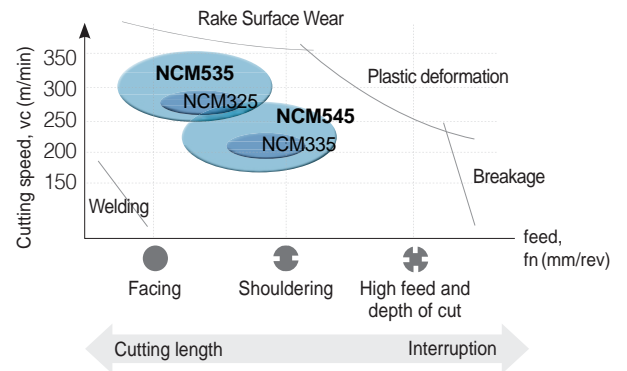 Rake Surface Wear
Cutting speed, vc (m/min)
350
300
250
200
150
NCM535
NCM325
NCM545
NCM335
Plastic deformation
Breakage
Welding
feed,
fn (mm/rev)
Facing
Shouldering
High feed and
depth of cut
Cutting length
Interruption